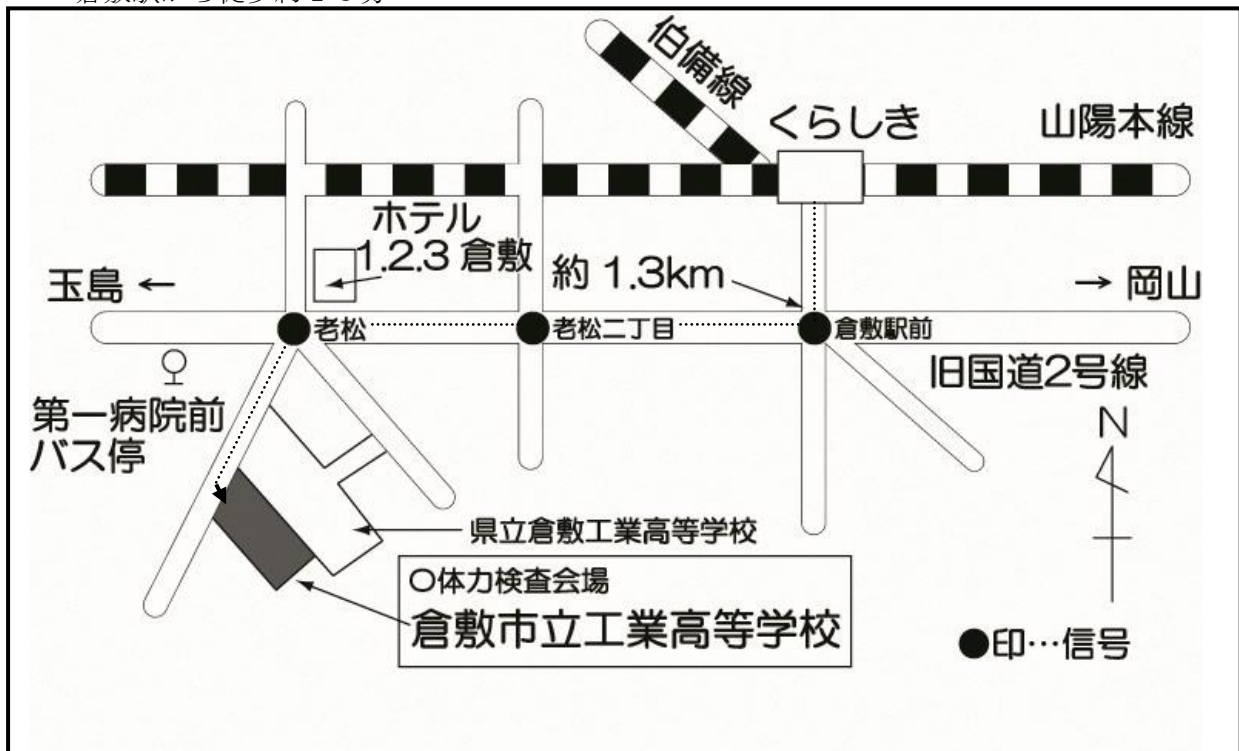 伯備線
くらしき
山陽本線
ホテル
1.2.3 倉敷
約 1.3km
玉島 ←
→ 岡山
老松
老松二丁目
倉敷駅前
旧国道2号線
第一病院前
バス停
N
県立倉敷工業高等学校
○体力検査会場
倉敷市立工業高等学校
●印…信号